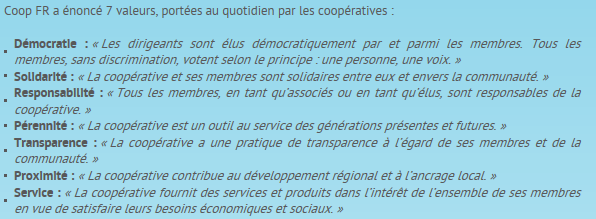 Coop FR a énoncé 7 valeurs, portées au quotidien par les coopératives :
▪ Démocratie : « Les dirigeants sont élus démocratiquement par et parmi les membres. Tous les
membres, sans discrimination, votent selon le principe : une personne, une voix. »
▪ Solidarité : « La coopérative et ses membres sont solidaires entre eux et envers la communauté. »
▪ Responsabilité : « Tous les membres, en tant qu'associés ou en tant qu'élus, sont responsables de la
coopérative. »
▪ Pérennité : « La coopérative est un outil au service des générations présentes et futures. »
▪ Transparence : « La coopérative a une pratique de transparence à l'égard de ses membres et de la
communauté. »
▪ Proximité : « La coopérative contribue au développement régional et à l'ancrage local. »
▪ Service : « La coopérative fournit des services et produits dans l'intérêt de l'ensemble de ses membres
en vue de satisfaire leurs besoins économiques et sociaux. »